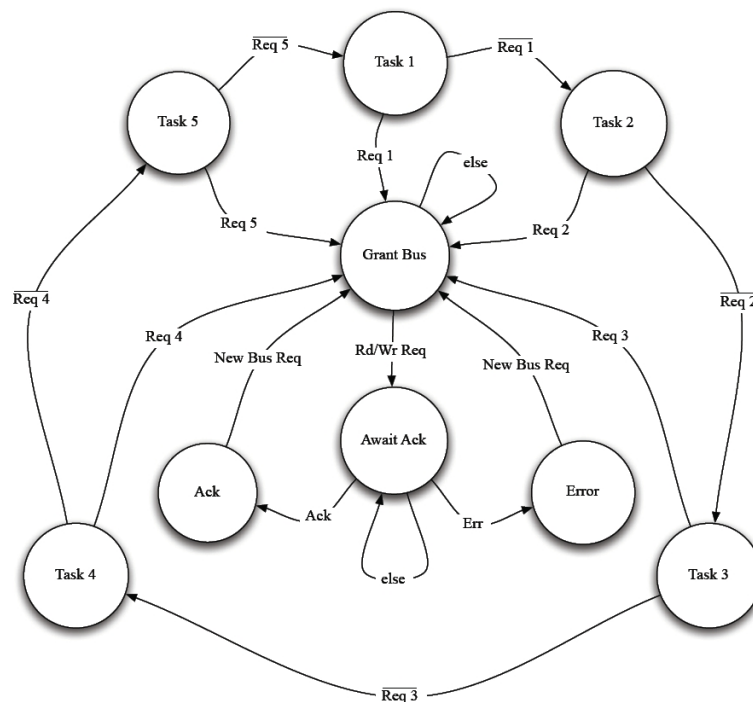 Req 5
Task 1
Req 1
Task 5
Task 2
Req 1
else
Req 5
Req 2
Grant Bus
Req 4
Req 2
Req 4
Rd/Wr Req
Req 3
New Bus Req
New Bus Req
Await Ack
Ack
Error
Ack
Err
else
Task 4
Task 3
Req 3